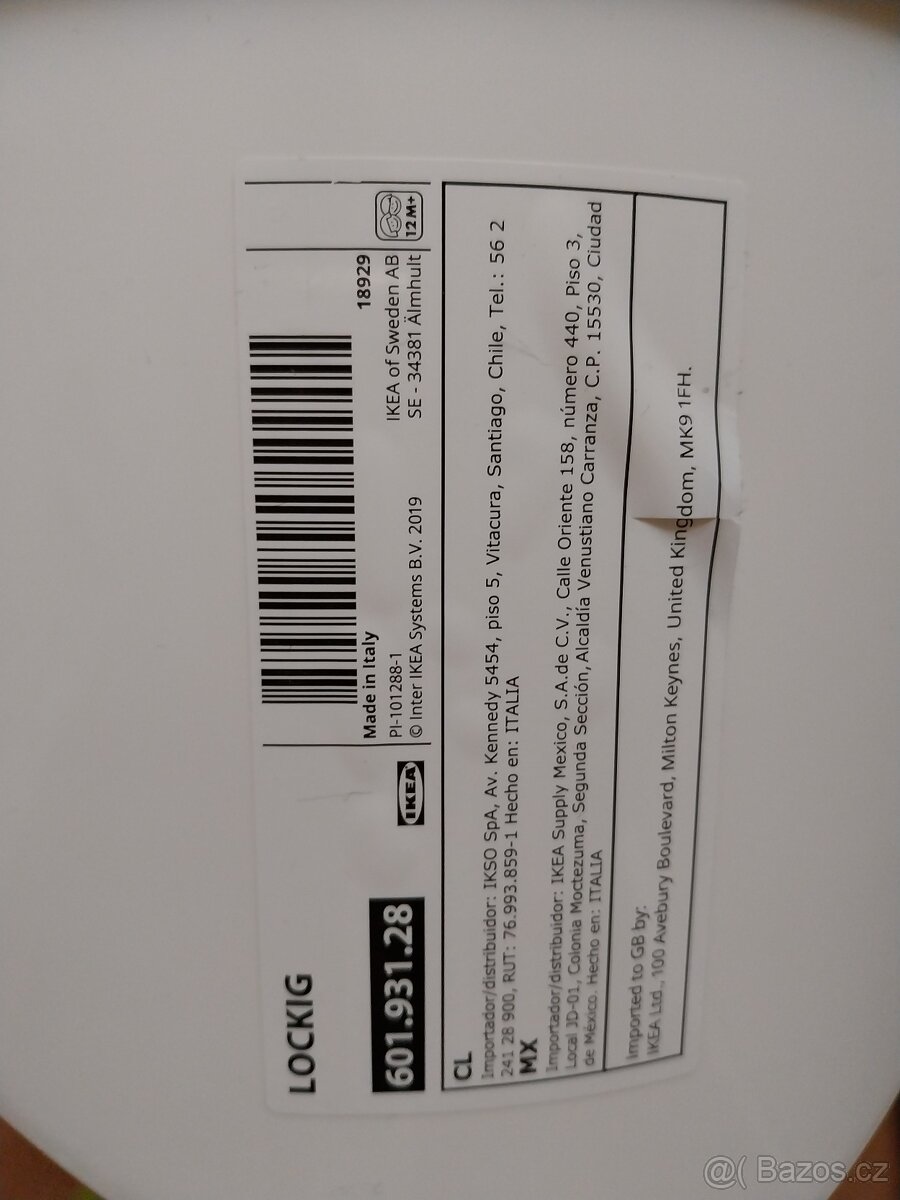 LOCKIG
601.931.28
IKEA
Made in Italy
18929
PI-101288-1
IKEA of Sweden AB
© Inter IKEA Systems B.V. 2019
SE - 34381 Älmhult
12 M+
CL
Importador/distribuidor: IKSO SpA, Av. Kennedy 5454, piso 5, Vitacura, Santiago, Chile, Tel.: 56 2
241 28 900, RUT: 76.993.859-1 Hecho en: ITALIA
MX
Importador/distribuidor: IKEA Supply Mexico, S.A.de C.V., Calle Oriente 158, número 440, Piso 3,
Local JD-01, Colonia Moctezuma, Segunda Sección, Alcaldía Venustiano Carranza, C.P. 15530, Ciudad
de México. Hecho en: ITALIA
Imported to GB by:
IKEA Ltd., 100 Avebury Boulevard, Milton Keynes, United Kingdom, MK9 1FH.
@( Bazos.cz